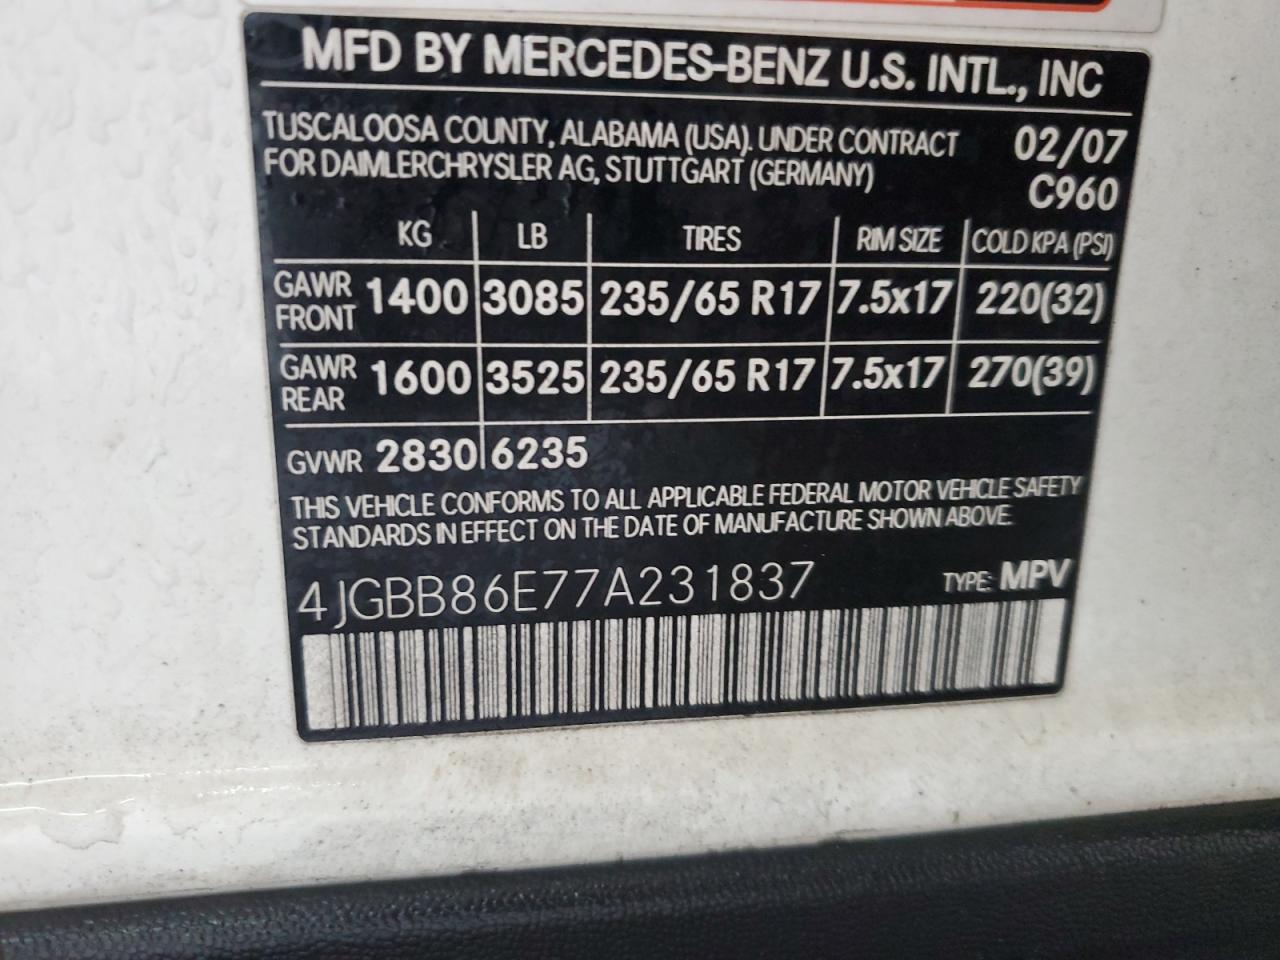 MFD BY MERCEDES-BENZ U.S. INTL., INC
TUSCALOOSA COUNTY, ALABAMA (USA). UNDER CONTRACT 02/07
FOR DAIMLERCHRYSLER AG, STUTTGART (GERMANY) C960
KG LB TIRES RIM SIZE COLD KPA (PSI)
GAWR FRONT 1400 3085 235/65 R17 7.5x17 220(32)
GAWR REAR 1600 3525 235/65 R17 7.5x17 270(39)
GVWR 2830 6235
THIS VEHICLE CONFORMS TO ALL APPLICABLE FEDERAL MOTOR VEHICLE SAFETY
STANDARDS IN EFFECT ON THE DATE OF MANUFACTURE SHOWN ABOVE.
4JGBB86E77A231837 TYPE: MPV